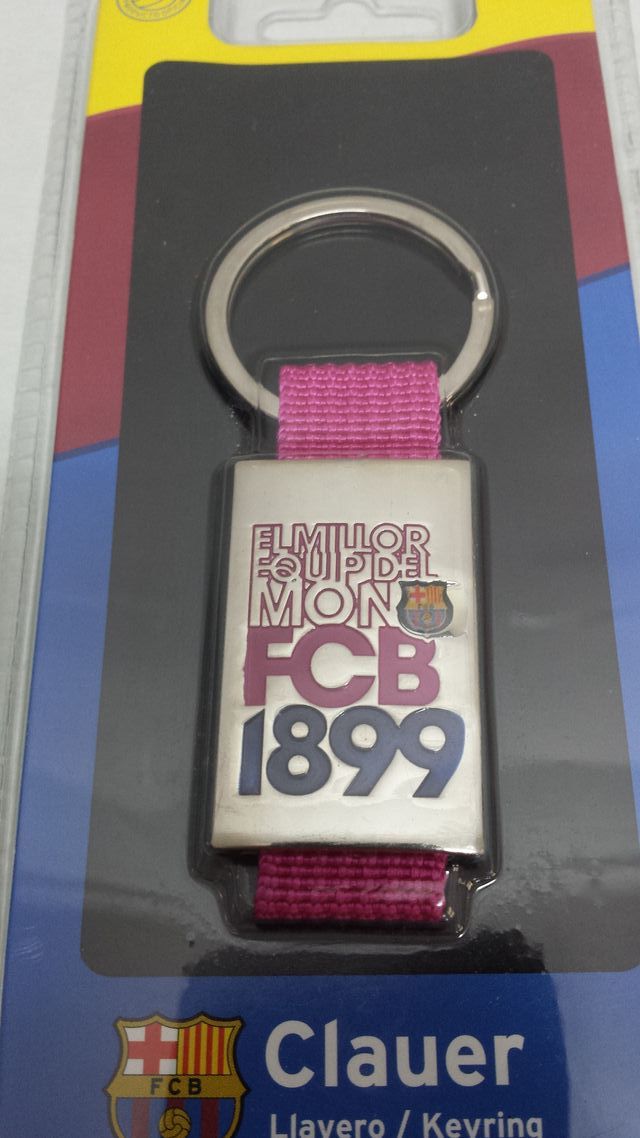 EL MILLOR
EQUIP DEL
MON
FCB
1899
FCB
Clauer
Llavero / Keyring